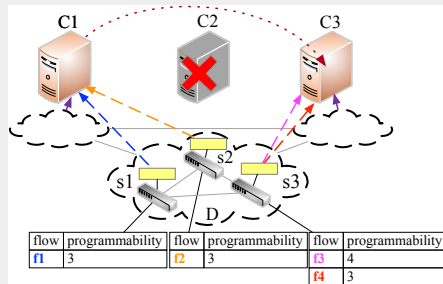 C1
C2
C3
s1
s2
s3
D
flow programmability
f1 3
flow programmability
f2 3
flow programmability
f3 4
f4 3